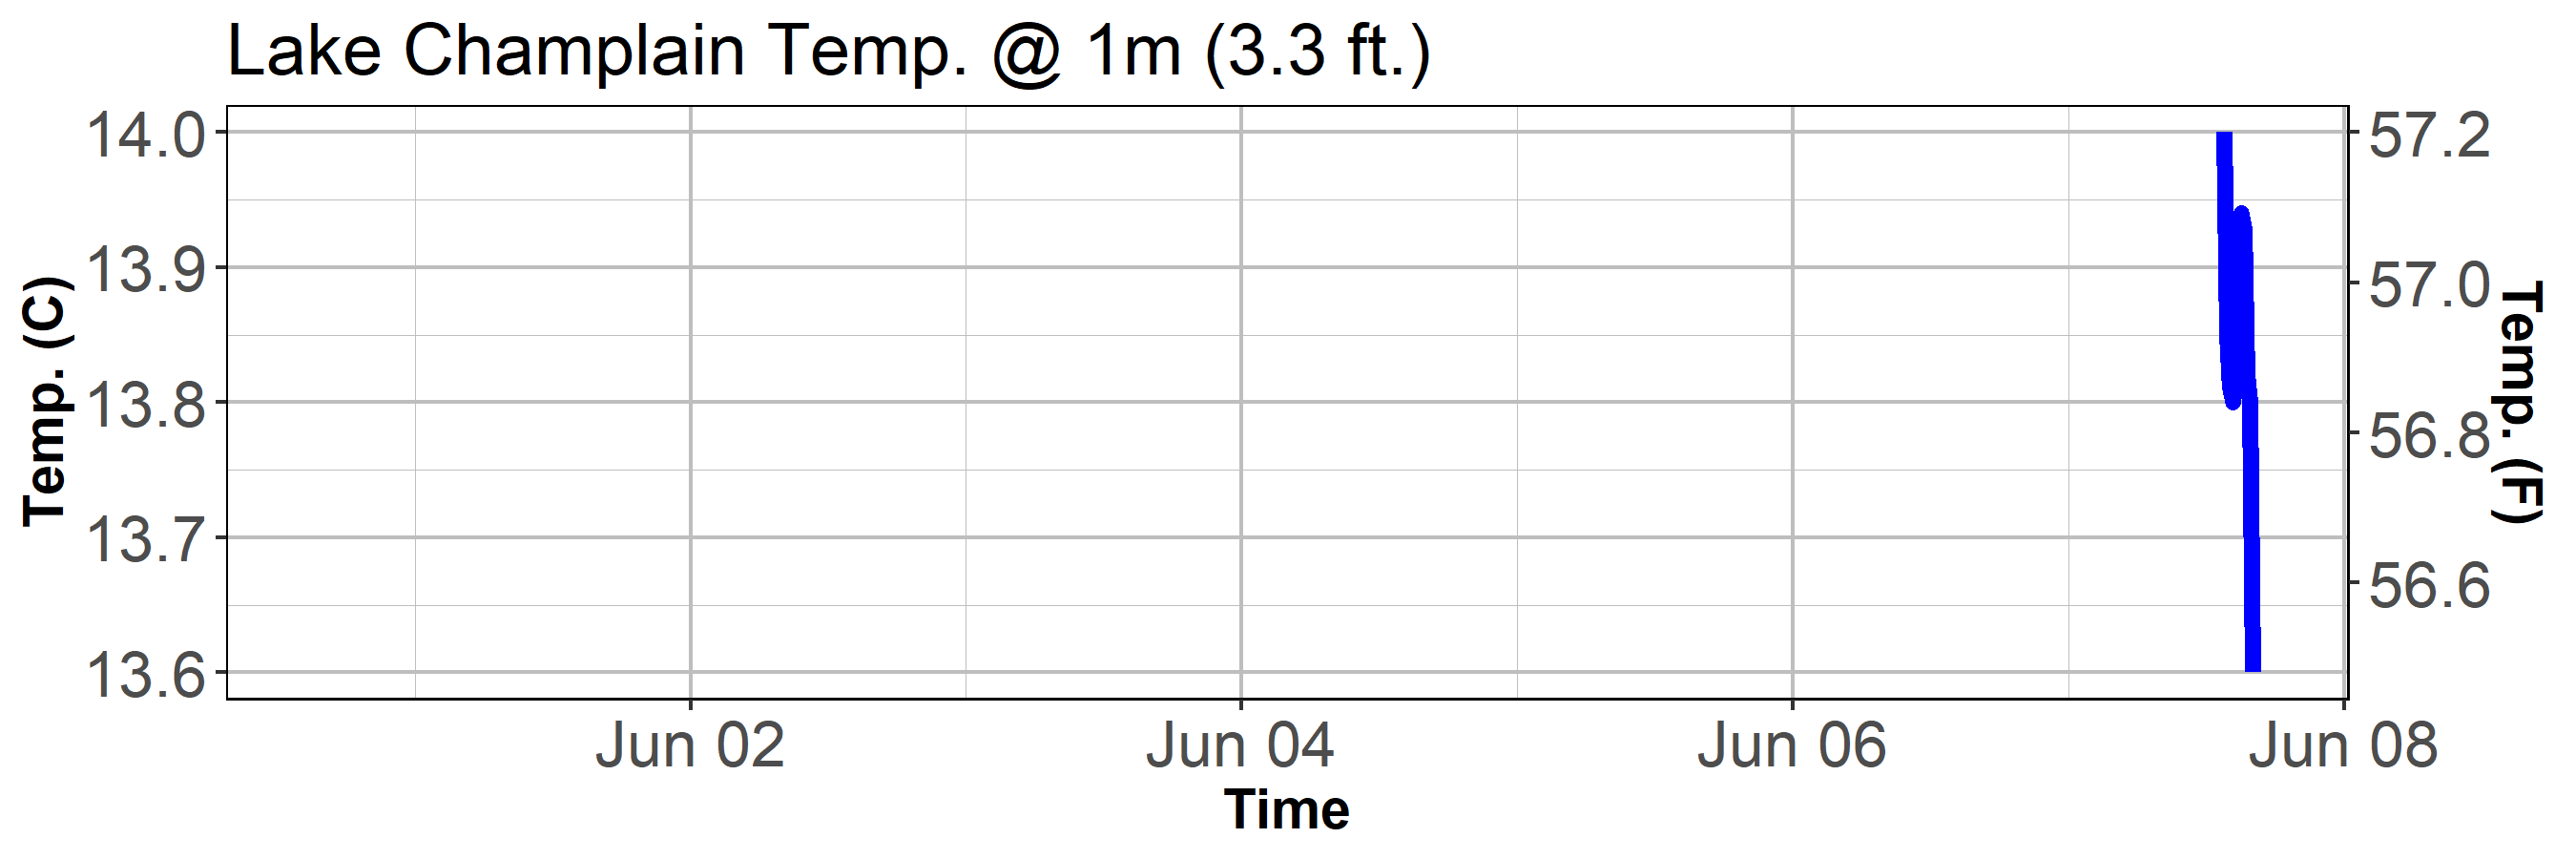 Lake Champlain Temp. @ 1m (3.3 ft.)
Temp. (C)
14.0
13.9
13.8
13.7
13.6
57.2
57.0
56.8
56.6
Temp. (F)
Jun 02
Jun 04
Jun 06
Jun 08
Time